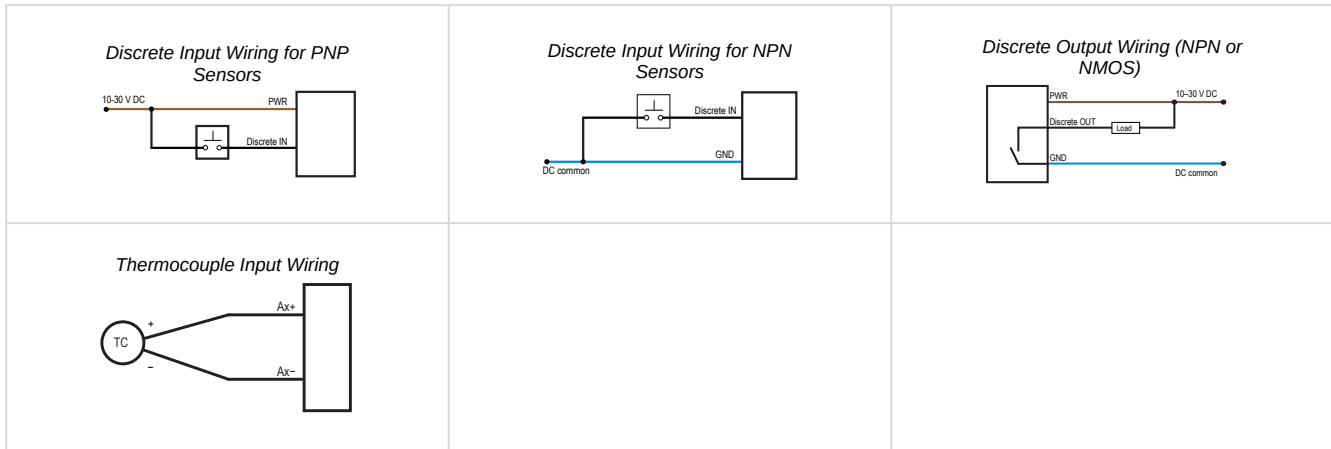 Discrete Input Wiring for PNP
Sensors
10-30 V DC
PWR
Discrete IN
Discrete Input Wiring for NPN
Sensors
Discrete IN
GND
DC common
Discrete Output Wiring (NPN or
NMOS)
PWR
10–30 V DC
Discrete OUT
Load
GND
DC common
Thermocouple Input Wiring
Ax+
+
TC
−
Ax−